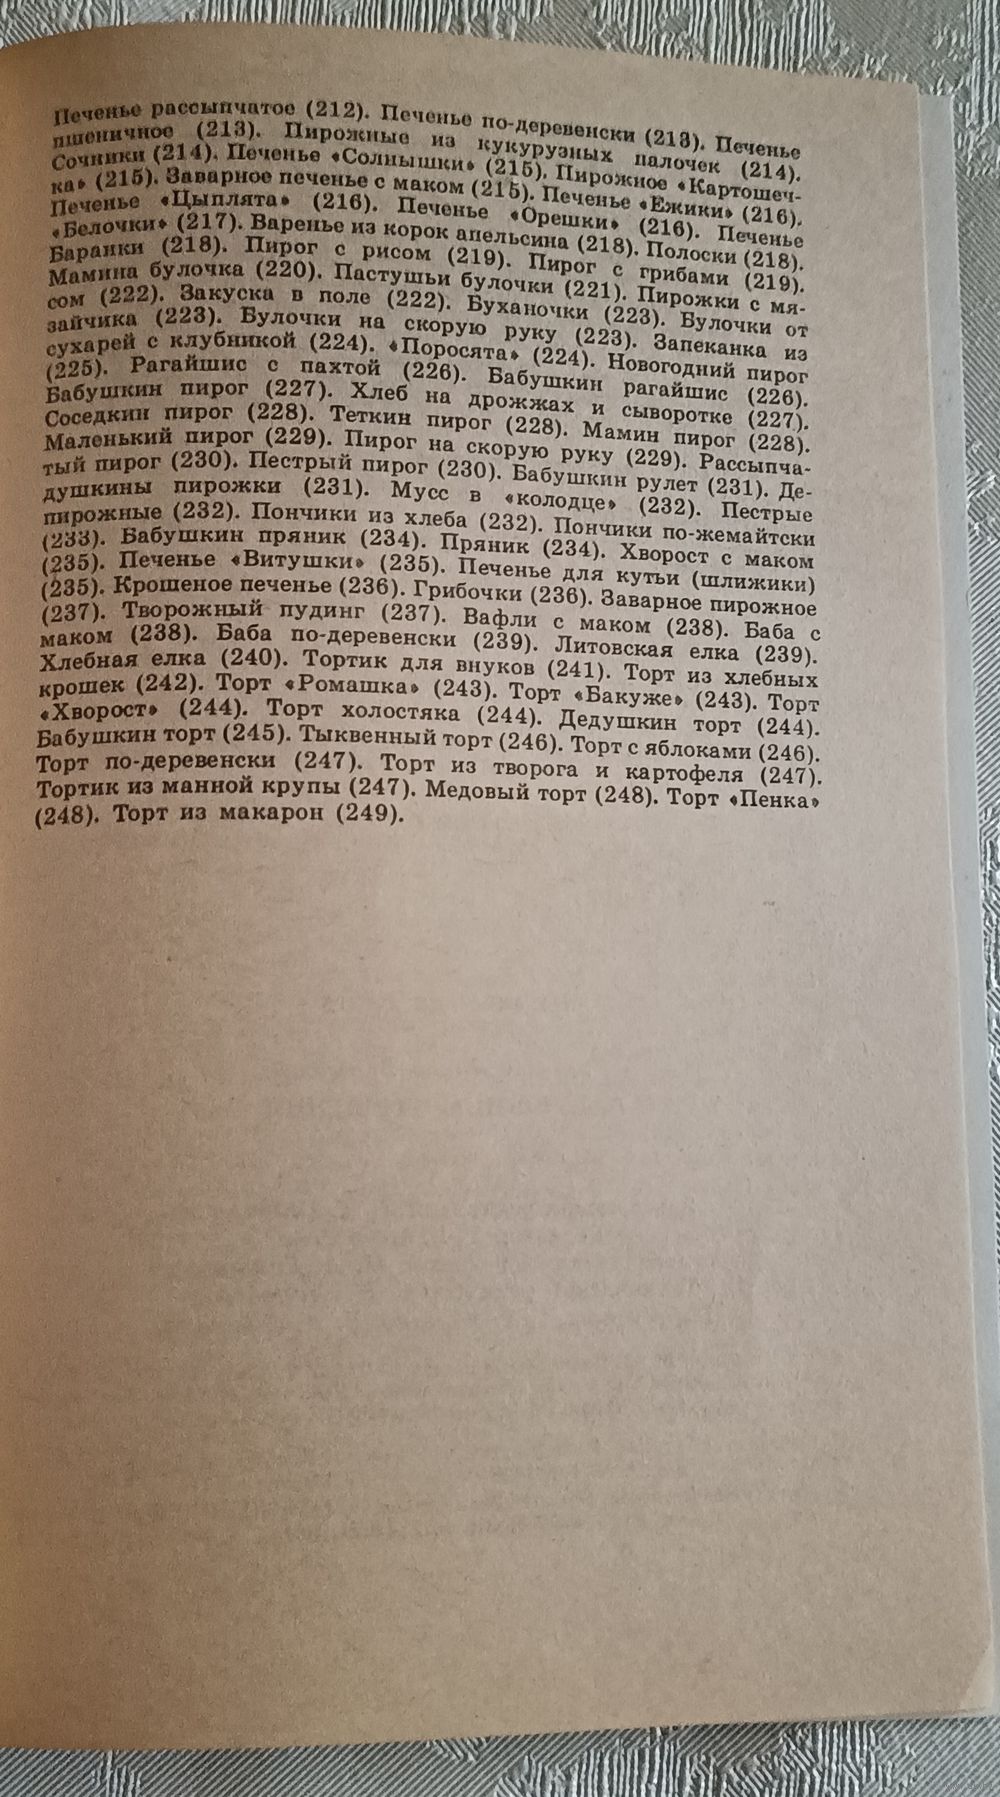 Печенье рассыпчатое (212). Печенье по-деревенски (213). Печенье
пшеничное (213). Пирожные из кукурузных палочек (214).
Сочники (214). Печенье «Солнышки» (215). Пирожное «Картошеч-
ка» (215). Заварное печенье с маком (215). Печенье «Ежики» (216).
Печенье «Цыплята» (216). Печенье «Орешки» (216). Печенье
«Белочки» (217). Варенье из корок апельсина (218). Полоски (218).
Баранки (218). Пирог с рисом (219). Пирог с грибами (219).
Мамина булочка (220). Пастушьи булочки (221). Пирожки с мя-
сом (222). Закуска в поле (222). Буханочки (223). Булочки от
зайчика (223). Булочки на скорую руку (223). Запеканка из
сухарей с клубникой (224). «Поросята» (224). Новогодний пирог
(225). Рагайшис с пахтой (226). Бабушкин рагайшис (226).
Бабушкин пирог (227). Хлеб на дрожжах и сыворотке (227).
Соседкин пирог (228). Теткин пирог (228). Мамин пирог (228).
Маленький пирог (229). Пирог на скорую руку (229). Рассыпча-
тый пирог (230). Пестрый пирог (230). Бабушкин рулет (231). Де-
душкины пирожки (231). Мусс в «колодце» (232). Пестрые
пирожные (232). Пончики из хлеба (232). Пончики по-жемайтски
(233). Бабушкин пряник (234). Пряник (234). Хворост с маком
(235). Печенье «Витушки» (235). Печенье для кутьи (шлижики)
(235). Крошеное печенье (236). Грибочки (236). Заварное пирожное
(237). Творожный пудинг (237). Вафли с маком (238). Баба с
маком (238). Баба по-деревенски (239). Литовская елка (239).
Хлебная елка (240). Тортик для внуков (241). Торт из хлебных
крошек (242). Торт «Ромашка» (243). Торт «Бакуже» (243). Торт
«Хворост» (244). Торт холостяка (244). Дедушкин торт (244).
Бабушкин торт (245). Тыквенный торт (246). Торт с яблоками (246).
Торт по-деревенски (247). Торт из творога и картофеля (247).
Тортик из манной крупы (247). Медовый торт (248). Торт «Пенка»
(248). Торт из макарон (249).